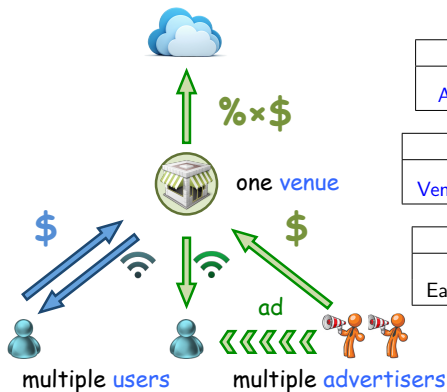 %×$
one venue
$
$
ad
multiple users
multiple advertisers